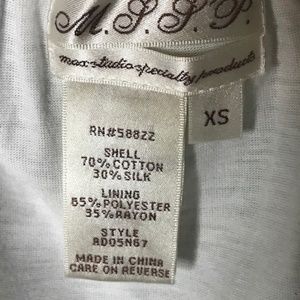 M.S.S.P.
max studio specialty products
XS
RN#58822
SHELL
70% COTTON
30% SILK
LINING
65% POLYESTER
35% RAYON
STYLE
AD05N67
MADE IN CHINA
CARE ON REVERSE